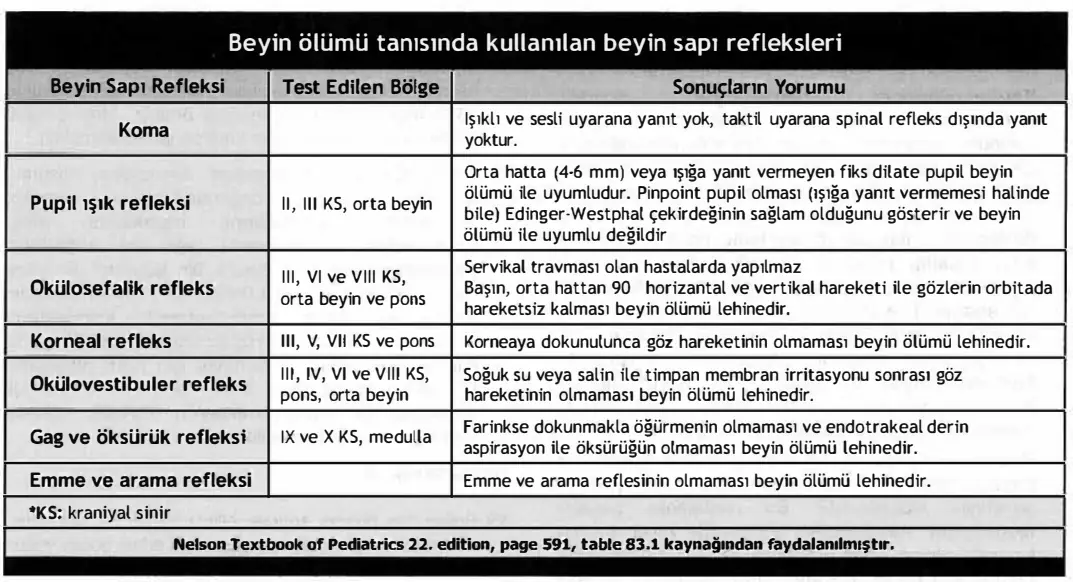 Beyin ölümü tanısında kullanılan beyin sapı refleksleri
Beyin Sapı Refleksi
Test Edilen Bölge
Sonuçların Yorumu
Koma
Işıklı ve sesli uyarana yanıt yok, taktil uyarana spinal refleks dışında yanıt
yoktur.
Pupil ışık refleksi
II, III KS, orta beyin
Orta hatta (4-6 mm) veya ışığa yanıt vermeyen fiks dilate pupil beyin
ölümü ile uyumludur. Pinpoint pupil olması (ışığa yanıt vermemesi halinde
bile) Edinger-Westphal çekirdeğinin sağlam olduğunu gösterir ve beyin
ölümü ile uyumlu değildir
Okülosefalik refleks
III, VI ve VIII KS,
orta beyin ve pons
Servikal travması olan hastalarda yapılmaz
Başın, orta hattan 90 horizantal ve vertikal hareketi ile gözlerin orbitada
hareketsiz kalması beyin ölümü lehinedir.
Korneal refleks
III, V, VII KS ve pons
Korneaya dokunulunca göz hareketinin olmaması beyin ölümü lehinedir.
Okülovestibuler refleks
III, IV, VI ve VIII KS,
pons, orta beyin
Soğuk su veya salin ile timpan membran irritasyonu sonrası göz
hareketinin olmaması beyin ölümü lehinedir.
Gag ve öksürük refleksi
IX ve X KS, medulla
Farinkse dokunmakla öğürmenin olmaması ve endotrakeal derin
aspirasyon ile öksürüğün olmaması beyin ölümü lehinedir.
Emme ve arama refleksi
Emme ve arama reflesinin olmaması beyin ölümü lehinedir.
*KS: kraniyal sinir
Nelson Textbook of Pediatrics 22. edition, page 591, table 83.1 kaynağından faydalanılmıştır.